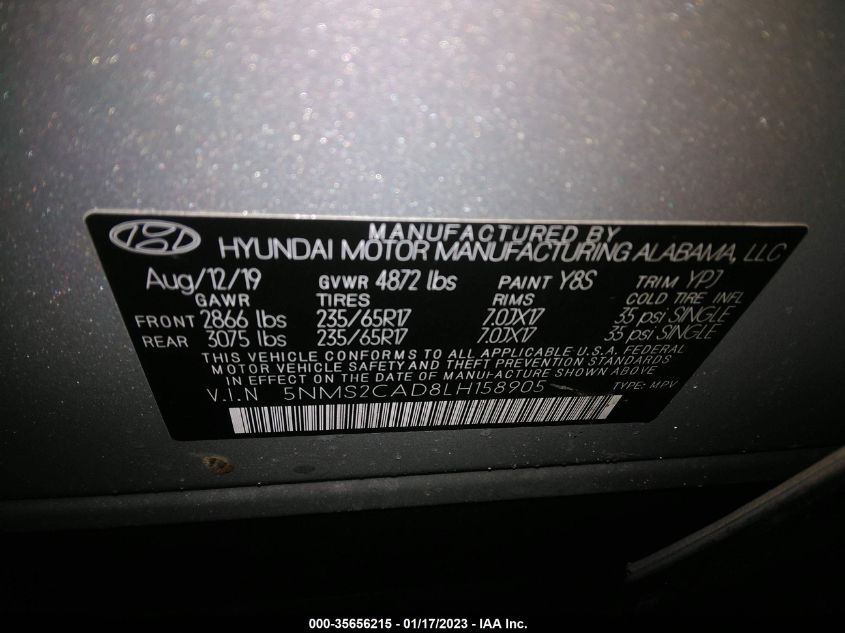 MANUFACTURED BY
HYUNDAI MOTOR MANUFACTURING ALABAMA, LLC
Aug/12/19 GVWR 4872 lbs PAINT Y8S TRIM YPJ
GAWR TIRES RIMS COLD TIRE INFL
FRONT 2866 lbs 235/65R17 7.0JX17 35 psi SINGLE
REAR 3075 lbs 235/65R17 7.0JX17 35 psi SINGLE
THIS VEHICLE CONFORMS TO ALL APPLICABLE U.S.A. FEDERAL
MOTOR VEHICLE SAFETY AND THEFT PREVENTION STANDARDS
IN EFFECT ON THE DATE OF MANUFACTURE SHOWN ABOVE
V.I.N 5NMS2CAD8LH158905 TYPE: MPV
000-35656215 - 01/17/2023 - IAA Inc.